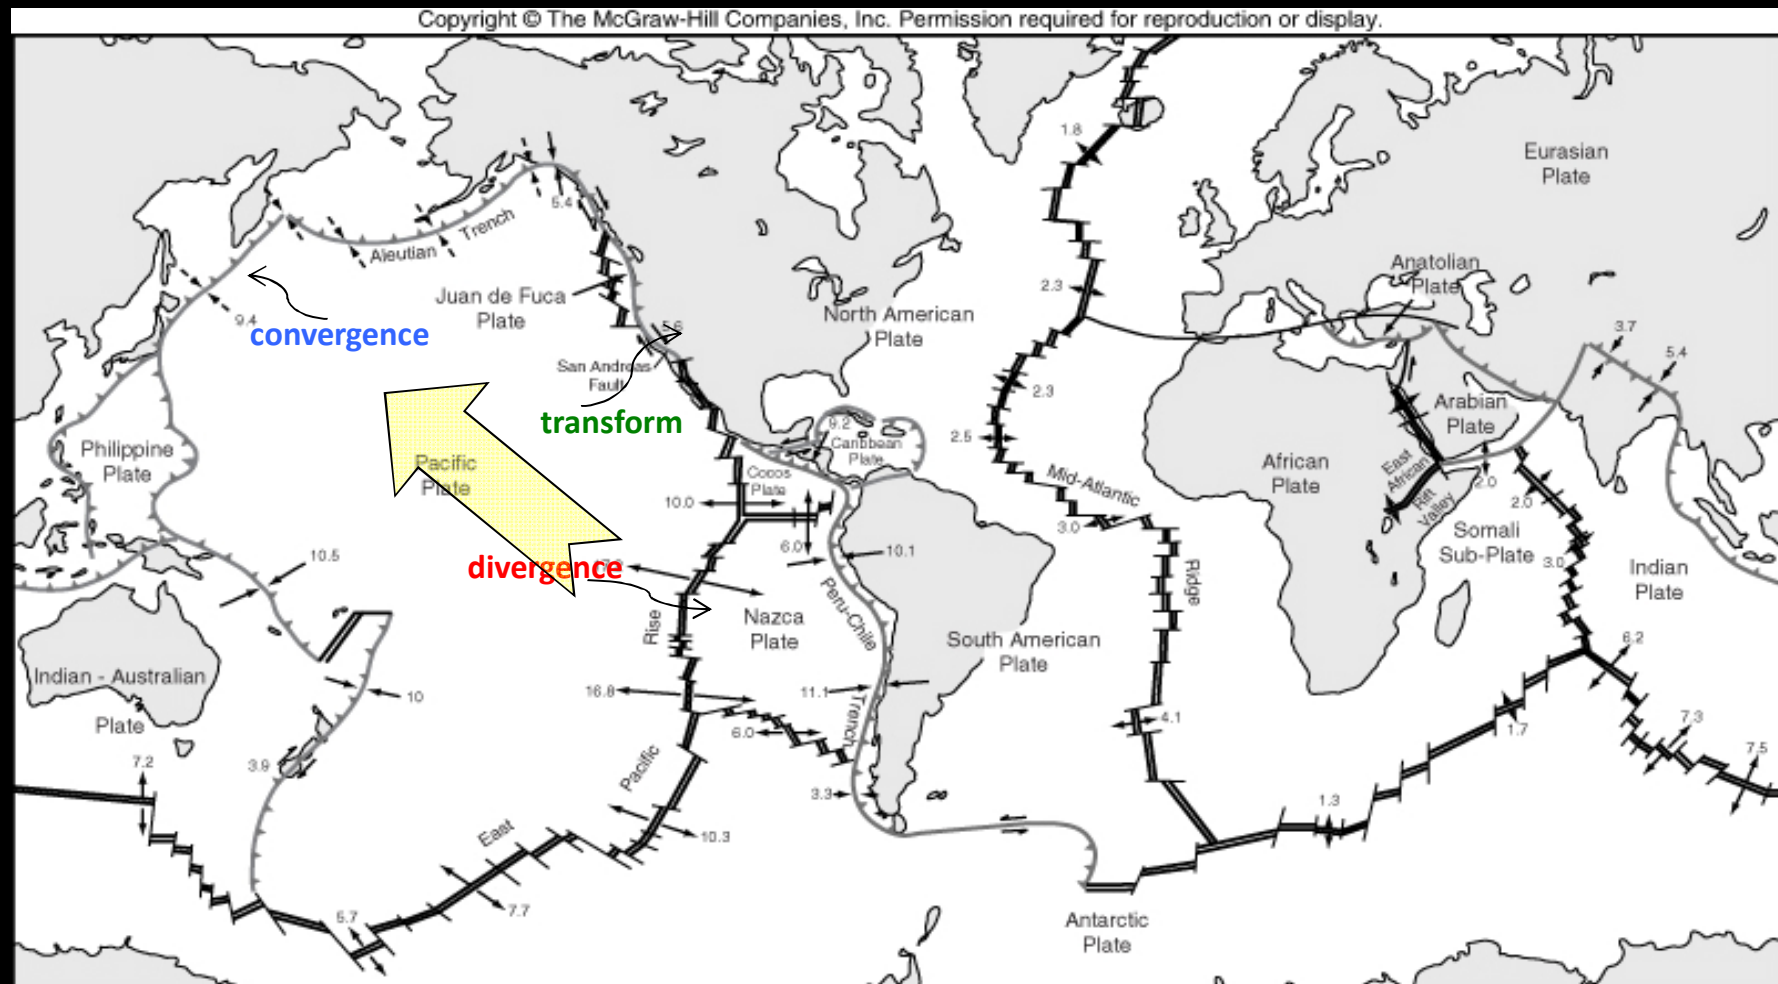 Copyright © The McGraw-Hill Companies, Inc. Permission required for reproduction or display.
1.8
Eurasian
Plate
5.4
Aleutian
Trench
Anatolian
Plate
Juan de Fuca
Plate
2.3
9.4
convergence
5.6
North American
Plate
3.7
5.4
San Andreas
Fault
transform
2.3
2.5
9.2
Caribbean
Plate
Arabian
Plate
Philippine
Plate
Pacific
Plate
Cocos
Plate
Mid-Atlantic
Ridge
African
Plate
East
African
Rift
Valley
2.0
2.0
10.0
3.0
6.0
10.1
10.5
divergence
Somali
Sub-Plate
3.0
Indian
Plate
Rise
Nazca
Plate
Peru-Chile
Trench
South American
Plate
6.2
Indian - Australian
Plate
10
16.8
11.1
4.1
1.7
7.3
7.5
6.0
7.2
3.9
Pacific
3.3
1.3
East
10.3
7.7
5.7
Antarctic
Plate